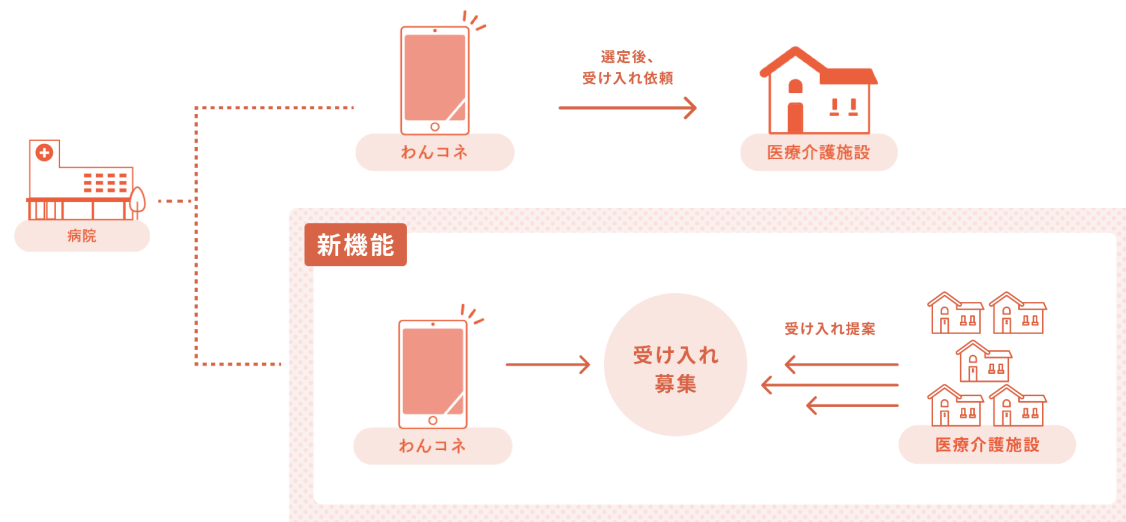 選定後、
受け入れ依頼
わんコネ
医療介護施設
病院
新機能
受け入れ提案
受け入れ
募集
わんコネ
医療介護施設